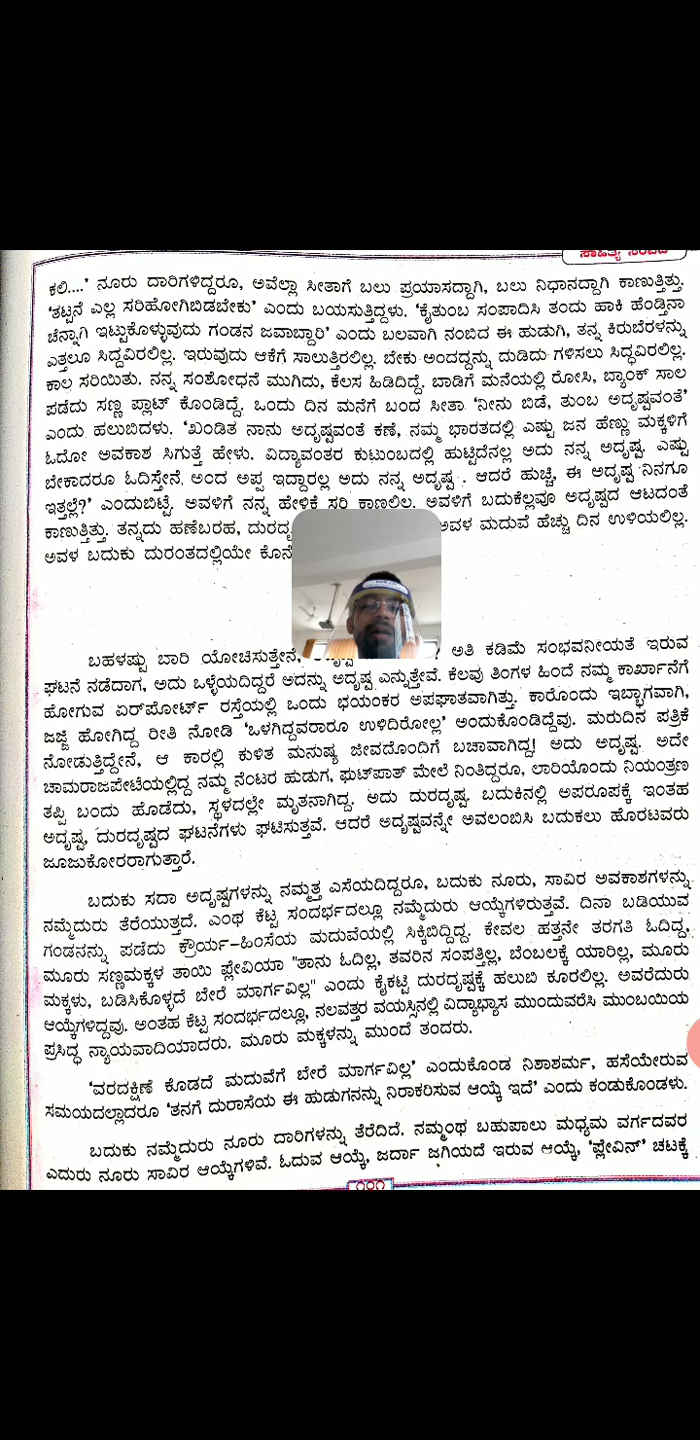 ಸಾಹಿತ್ಯ ಸಂಪದ
ಕಲಿ....' ನೂರು ದಾರಿಗಳಿದ್ದರೂ, ಅವೆಲ್ಲಾ ಸೀತಾಗೆ ಬಲು ಪ್ರಯಾಸದ್ದಾಗಿ, ಬಲು ನಿಧಾನದ್ದಾಗಿ ಕಾಣುತ್ತಿತ್ತು.
'ತಟ್ಟನೆ ಎಲ್ಲ ಸರಿಹೋಗಿಬಿಡಬೇಕು' ಎಂದು ಬಯಸುತ್ತಿದ್ದಳು. 'ಕೈತುಂಬ ಸಂಪಾದಿಸಿ ತಂದು ಹಾಕಿ ಹೆಂಡ್ತಿನಾ
ಚೆನ್ನಾಗಿ ಇಟ್ಟುಕೊಳ್ಳುವುದು ಗಂಡನ ಜವಾಬ್ದಾರಿ' ಎಂದು ಬಲವಾಗಿ ನಂಬಿದ ಈ ಹುಡುಗಿ, ತನ್ನ ಕಿರುಬೆರಳನ್ನು
ಎತ್ತಲೂ ಸಿದ್ದವಿರಲಿಲ್ಲ. ಇರುವುದು ಆಕೆಗೆ ಸಾಲುತ್ತಿರಲಿಲ್ಲ. ಬೇಕು ಅಂದದ್ದನ್ನು ದುಡಿದು ಗಳಿಸಲು ಸಿದ್ಧವಿರಲಿಲ್ಲ.
ಕಾಲ ಸರಿಯಿತು. ನನ್ನ ಸಂಶೋಧನೆ ಮುಗಿದು, ಕೆಲಸ ಹಿಡಿದಿದ್ದೆ. ಬಾಡಿಗೆ ಮನೆಯಲ್ಲಿ ರೋಸಿ, ಬ್ಯಾಂಕ್ ಸಾಲ
ಪಡೆದು ಸಣ್ಣ ಪ್ಲಾಟ್ ಕೊಂಡಿದ್ದೆ. ಒಂದು ದಿನ ಮನೆಗೆ ಬಂದ ಸೀತಾ 'ನೀನು ಬಿಡೆ, ತುಂಬ ಅದೃಷ್ಟವಂತೆ'
ಎಂದು ಹಲುಬಿದಳು. 'ಖಂಡಿತ ನಾನು ಅದೃಷ್ಟವಂತೆ ಕಣೆ, ನಮ್ಮ ಭಾರತದಲ್ಲಿ ಎಷ್ಟು ಜನ ಹೆಣ್ಣು ಮಕ್ಕಳಿಗೆ
ಓದೋ ಅವಕಾಶ ಸಿಗುತ್ತೆ ಹೇಳು. ವಿದ್ಯಾವಂತರ ಕುಟುಂಬದಲ್ಲಿ ಹುಟ್ಟಿದೆನಲ್ಲ ಅದು ನನ್ನ ಅದೃಷ್ಟ, ಎಷ್ಟು
ಬೇಕಾದರೂ ಓದಿಸ್ತೇನೆ, ಅಂದ ಅಪ್ಪ ಇದ್ದಾರಲ್ಲ ಅದು ನನ್ನ ಅದೃಷ್ಟ . ಆದರೆ ಹುಚ್ಚಿ, ಈ ಅದೃಷ್ಟ ನಿನಗೂ
ಇತ್ತಲ್ಲೆ?' ಎಂದುಬಿಟ್ಟೆ. ಅವಳಿಗೆ ನನ್ನ ಹೇಳಿಕೆ ಸರಿ ಕಾಣಲಿಲ್ಲ. ಅವಳಿಗೆ ಬದುಕೆಲ್ಲವೂ ಅದೃಷ್ಟದ ಆಟದಂತೆ
ಕಾಣುತ್ತಿತ್ತು. ತನ್ನದು ಹಣೆಬರಹ, ಅವಳ ಮದುವೆ ಹೆಚ್ಚು ದಿನ ಉಳಿಯಲಿಲ್ಲ.
ಅವಳ ಬದುಕು ದುರಂತದಲ್ಲಿಯೇ
ಬಹಳಷ್ಟು ಬಾರಿ ಯೋಚಿಸುತ್ತೇನೆ, ಅತಿ ಕಡಿಮೆ ಸಂಭವನೀಯತೆ ಇರುವ
ಘಟನೆ ನಡೆದಾಗ, ಅದು ಒಳ್ಳೆಯದಿದ್ದರೆ ಅದನ್ನು ಅದೃಷ್ಟ ಎನ್ನುತ್ತೇವೆ. ಕೆಲವು ತಿಂಗಳ ಹಿಂದೆ ನಮ್ಮ ಕಾರ್ಖಾನೆಗೆ
ಹೋಗುವ ಏರ್‌ಪೋರ್ಟ್ ರಸ್ತೆಯಲ್ಲಿ ಒಂದು ಭಯಂಕರ ಅಪಘಾತವಾಗಿತ್ತು. ಕಾರೊಂದು ಇಬ್ಭಾಗವಾಗಿ,
ಜಜ್ಜಿ ಹೋಗಿದ್ದ ರೀತಿ ನೋಡಿ 'ಒಳಗಿದ್ದವರಾರೂ ಉಳಿದಿರೋಲ್ಲ' ಅಂದುಕೊಂಡಿದ್ದೆವು. ಮರುದಿನ ಪತ್ರಿಕೆ
ನೋಡುತ್ತಿದ್ದೇನೆ, ಆ ಕಾರಲ್ಲಿ ಕುಳಿತ ಮನುಷ್ಯ ಜೀವದೊಂದಿಗೆ ಬಚಾವಾಗಿದ್ದ! ಅದು ಅದೃಷ್ಟ. ಅದೇ
ಚಾಮರಾಜಪೇಟೆಯಲ್ಲಿದ್ದ ನಮ್ಮ ನೆಂಟರ ಹುಡುಗ, ಫುಟ್‌ಪಾತ್ ಮೇಲೆ ನಿಂತಿದ್ದರೂ, ಲಾರಿಯೊಂದು ನಿಯಂತ್ರಣ
ತಪ್ಪಿ ಬಂದು ಹೊಡೆದು, ಸ್ಥಳದಲ್ಲೇ ಮೃತನಾಗಿದ್ದ. ಅದು ದುರದೃಷ್ಟ. ಬದುಕಿನಲ್ಲಿ ಅಪರೂಪಕ್ಕೆ ಇಂತಹ
ಅದೃಷ್ಟ, ದುರದೃಷ್ಟದ ಘಟನೆಗಳು ಘಟಿಸುತ್ತವೆ. ಆದರೆ ಅದೃಷ್ಟವನ್ನೇ ಅವಲಂಬಿಸಿ ಬದುಕಲು ಹೊರಟವರು
ಜೂಜುಕೋರರಾಗುತ್ತಾರೆ.
ಬದುಕು ಸದಾ ಅದೃಷ್ಟಗಳನ್ನು ನಮ್ಮತ್ತ ಎಸೆಯದಿದ್ದರೂ, ಬದುಕು ನೂರು, ಸಾವಿರ ಅವಕಾಶಗಳನ್ನು
ನಮ್ಮೆದುರು ತೆರೆಯುತ್ತದೆ. ಎಂಥ ಕೆಟ್ಟ ಸಂದರ್ಭದಲ್ಲೂ ನಮ್ಮೆದುರು ಆಯ್ಕೆಗಳಿರುತ್ತವೆ. ದಿನಾ ಬಡಿಯುವ
ಗಂಡನನ್ನು ಪಡೆದು ಕ್ರೌರ್ಯ-ಹಿಂಸೆಯ ಮದುವೆಯಲ್ಲಿ ಸಿಕ್ಕಿಬಿದ್ದಿದ್ದ. ಕೇವಲ ಹತ್ತನೇ ತರಗತಿ ಓದಿದ್ದ,
ಮೂರು ಸಣ್ಣಮಕ್ಕಳ ತಾಯಿ ಫ್ಲೇವಿಯಾ "ತಾನು ಓದಿಲ್ಲ, ತವರಿನ ಸಂಪತ್ತಿಲ್ಲ, ಬೆಂಬಲಕ್ಕೆ ಯಾರಿಲ್ಲ, ಮೂರು
ಮಕ್ಕಳು, ಬಡಿಸಿಕೊಳ್ಳದೆ ಬೇರೆ ಮಾರ್ಗವಿಲ್ಲ" ಎಂದು ಕೈಕಟ್ಟಿ ದುರದೃಷ್ಟಕ್ಕೆ ಹಲುಬಿ ಕೂರಲಿಲ್ಲ. ಅವರೆದುರು
ಆಯ್ಕೆಗಳಿದ್ದವು. ಅಂತಹ ಕೆಟ್ಟ ಸಂದರ್ಭದಲ್ಲೂ, ನಲವತ್ತರ ವಯಸ್ಸಿನಲ್ಲಿ ವಿದ್ಯಾಭ್ಯಾಸ ಮುಂದುವರೆಸಿ ಮುಂಬಯಿಯ
ಪ್ರಸಿದ್ಧ ನ್ಯಾಯವಾದಿಯಾದರು. ಮೂರು ಮಕ್ಕಳನ್ನು ಮುಂದೆ ತಂದರು.
'ವರದಕ್ಷಿಣೆ ಕೊಡದೆ ಮದುವೆಗೆ ಬೇರೆ ಮಾರ್ಗವಿಲ್ಲ' ಎಂದುಕೊಂಡ ನಿಶಾಶರ್ಮ, ಹಸೆಯೇರುವ
ಸಮಯದಲ್ಲಾದರೂ 'ತನಗೆ ದುರಾಸೆಯ ಈ ಹುಡುಗನನ್ನು ನಿರಾಕರಿಸುವ ಆಯ್ಕೆ ಇದೆ' ಎಂದು ಕಂಡುಕೊಂಡಳು.
ಬದುಕು ನಮ್ಮೆದುರು ನೂರು ದಾರಿಗಳನ್ನು ತೆರೆದಿದೆ. ನಮ್ಮಂಥ ಬಹುಪಾಲು ಮಧ್ಯಮ ವರ್ಗದವರ
ಎದುರು ನೂರು ಸಾವಿರ ಆಯ್ಕೆಗಳಿವೆ. ಓದುವ ಆಯ್ಕೆ, ಜರ್ದಾ ಜಗಿಯದೆ ಇರುವ ಆಯ್ಕೆ, 'ಫ್ಲೇವಿನ್' ಚಟಕ್ಕೆ
೧೦೧